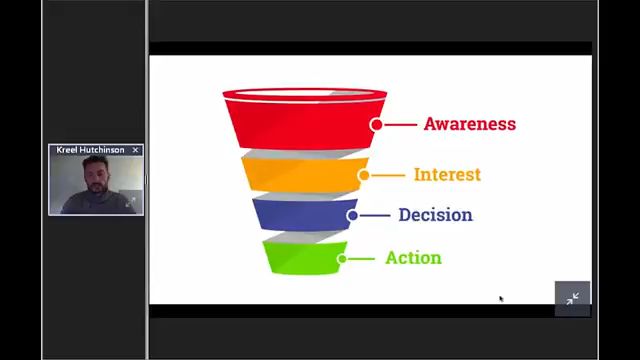 Kreel Hutchinson
Awareness
Interest
Decision
Action